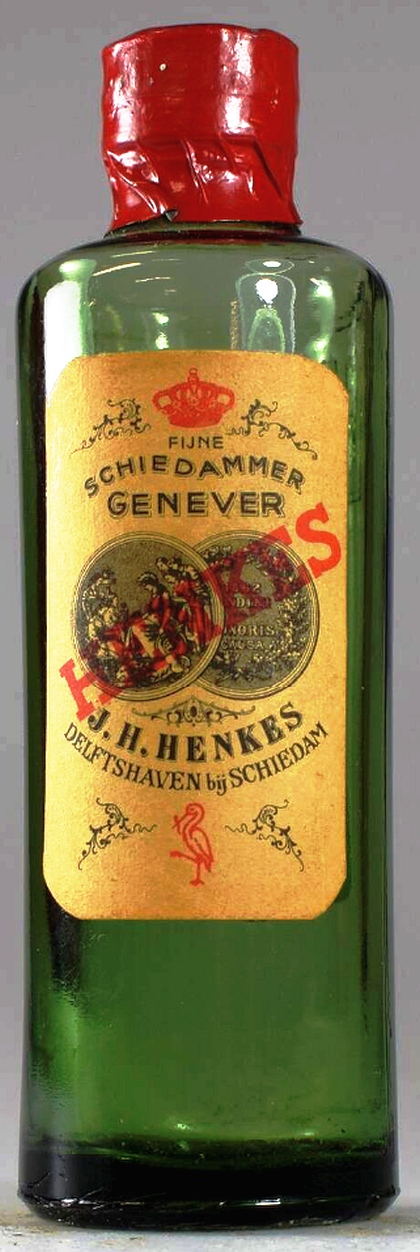 FIJNE
SCHIEDAMMER
GENEVER
HENKES
J.H. HENKES
DELFTSHAVEN bij SCHIEDAM